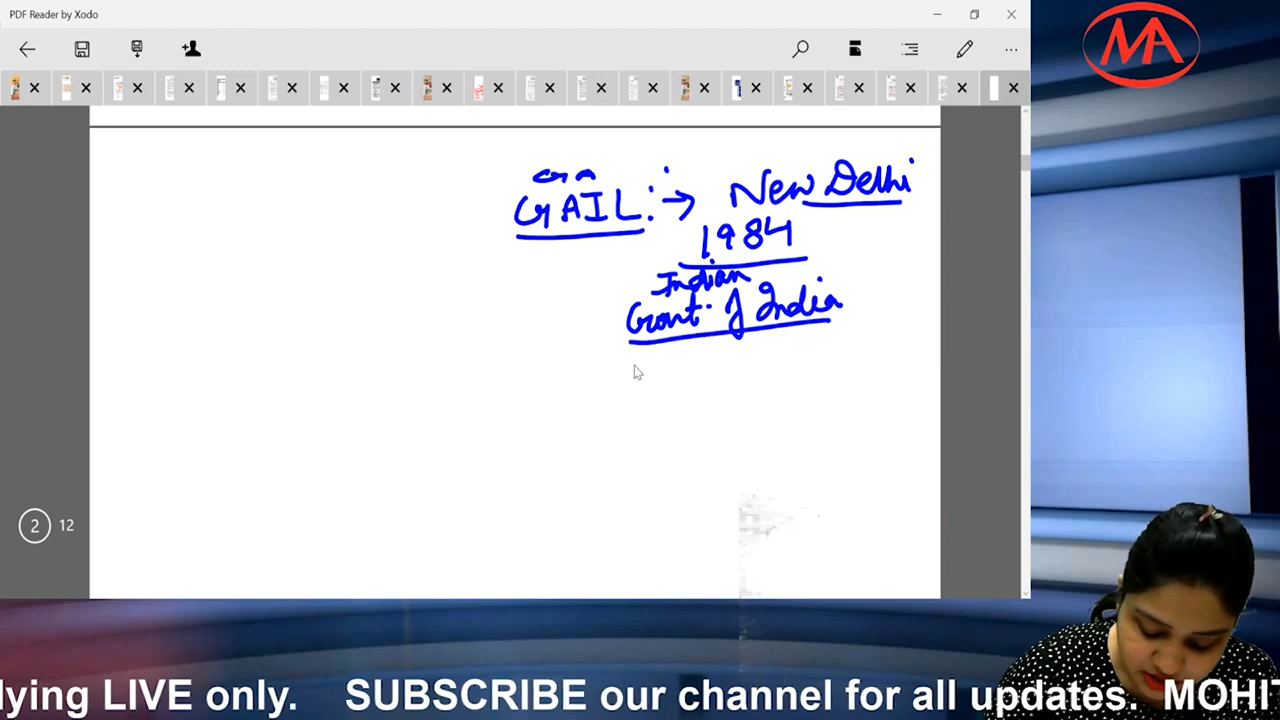 PDF Reader by Xodo
MA
GAIL :→ New Delhi
1984
Indian
Govt. of India
2 12
lying LIVE only. SUBSCRIBE our channel for all updates. MOHIT